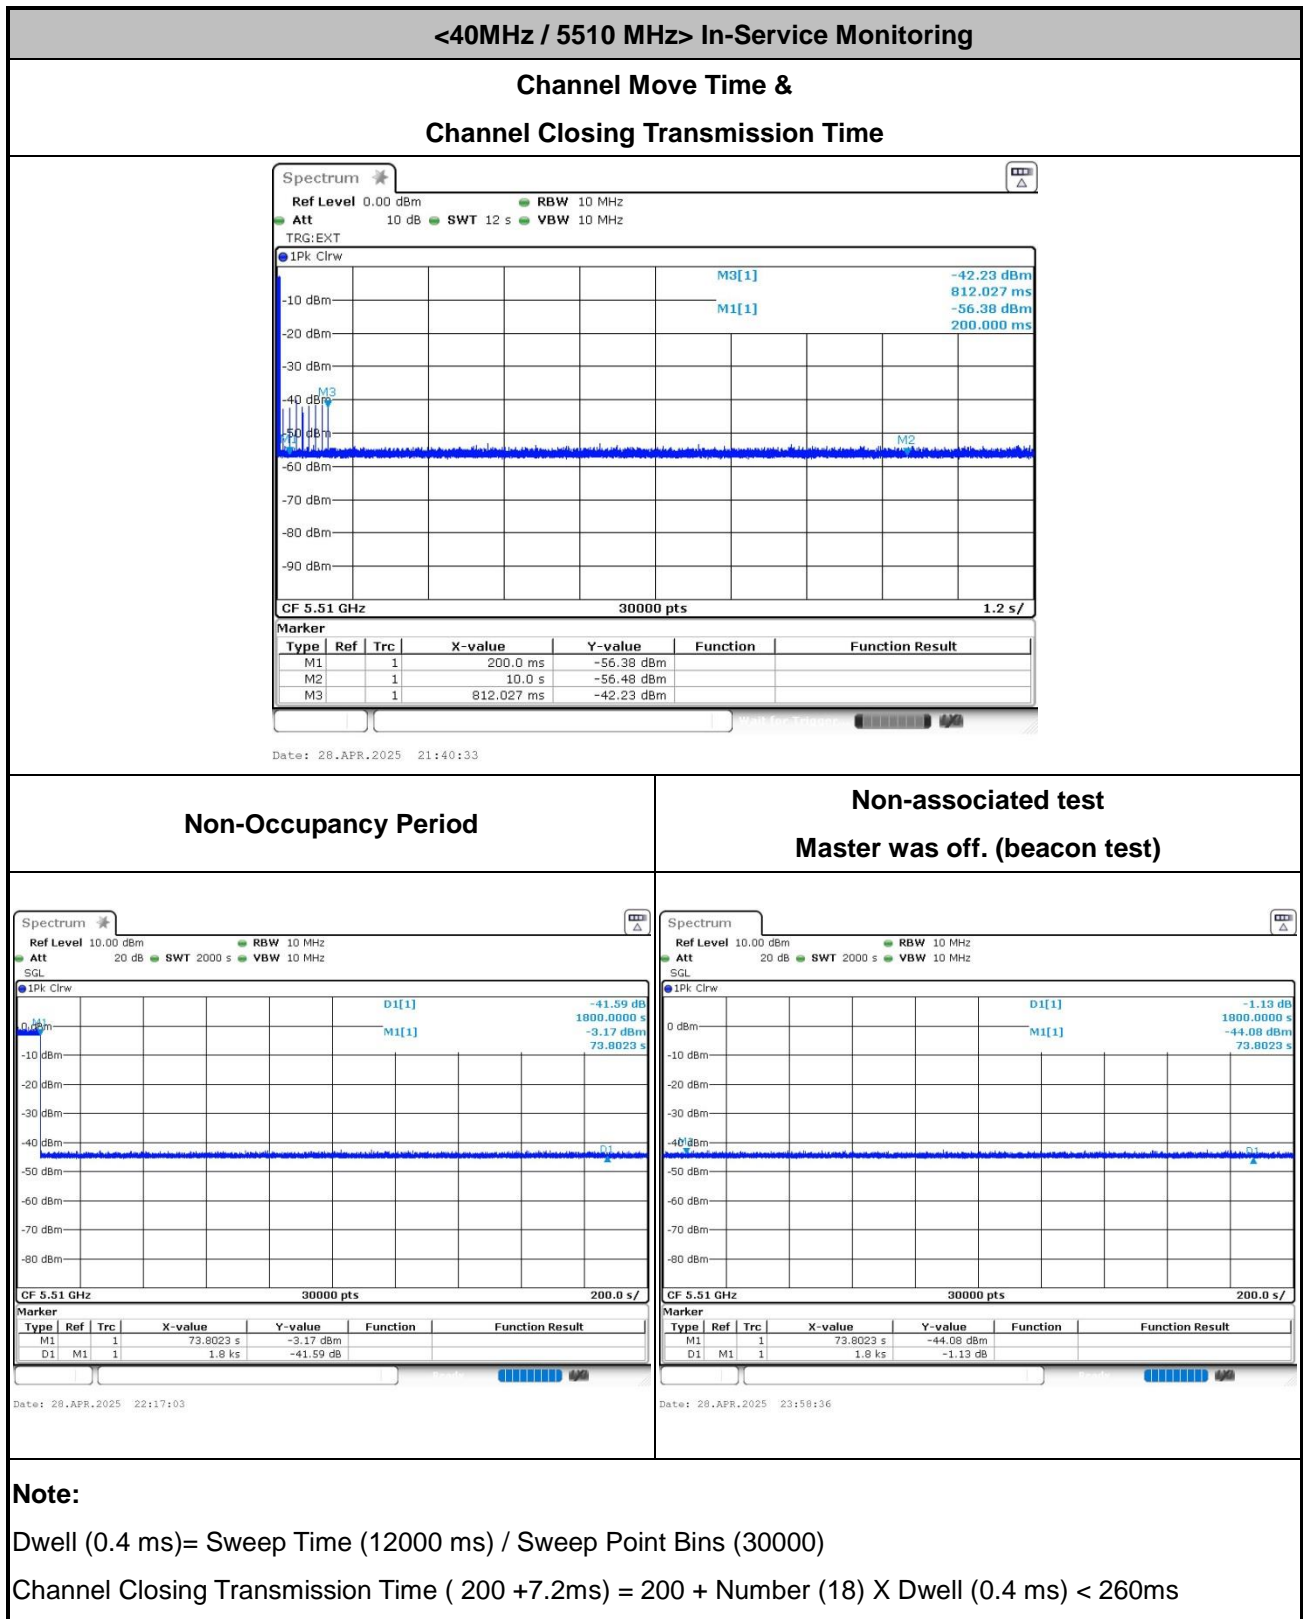 <40MHz / 5510 MHz> In-Service Monitoring
Channel Move Time &
Channel Closing Transmission Time
Spectrum
Ref Level 0.00 dBm RBW 10 MHz
Att 10 dB SWT 12 s VBW 10 MHz
TRG:EXT
1Pk Clrw
M3[1] -42.23 dBm
812.027 ms
M1[1] -56.38 dBm
200.000 ms
-10 dBm
-20 dBm
-30 dBm
M3
-40 dBm
-50 dBm
M2
-60 dBm
-70 dBm
-80 dBm
-90 dBm
CF 5.51 GHz 30000 pts 1.2 s/
Marker
Type Ref Trc X-value Y-value Function Function Result
M1 1 200.0 ms -56.38 dBm
M2 1 10.0 s -56.48 dBm
M3 1 812.027 ms -42.23 dBm
Wait for Trigger
Date: 28.APR.2025 21:40:33
Non-Occupancy Period
Non-associated test
Master was off. (beacon test)
Spectrum
Ref Level 10.00 dBm RBW 10 MHz
Att 20 dB SWT 2000 s VBW 10 MHz
SGL
1Pk Clrw
D1[1] -41.59 dB
1800.0000 s
M1[1] -3.17 dBm
73.8023 s
M1
0 dBm
-10 dBm
-20 dBm
-30 dBm
-40 dBm
D1
-50 dBm
-60 dBm
-70 dBm
-80 dBm
CF 5.51 GHz 30000 pts 200.0 s/
Marker
Type Ref Trc X-value Y-value Function Function Result
M1 1 73.8023 s -3.17 dBm
D1 M1 1 1.8 ks -41.59 dB
Date: 28.APR.2025 22:17:03
Spectrum
Ref Level 10.00 dBm RBW 10 MHz
Att 20 dB SWT 2000 s VBW 10 MHz
SGL
1Pk Clrw
D1[1] -1.13 dB
1800.0000 s
M1[1] -44.08 dBm
73.8023 s
0 dBm
-10 dBm
-20 dBm
-30 dBm
-40 dBm
D1
-50 dBm
-60 dBm
-70 dBm
-80 dBm
CF 5.51 GHz 30000 pts 200.0 s/
Marker
Type Ref Trc X-value Y-value Function Function Result
M1 1 73.8023 s -44.08 dBm
D1 M1 1 1.8 ks -1.13 dB
Date: 28.APR.2025 23:58:36
Note:
Dwell (0.4 ms)= Sweep Time (12000 ms) / Sweep Point Bins (30000)
Channel Closing Transmission Time ( 200 +7.2ms) = 200 + Number (18) X Dwell (0.4 ms) < 260ms